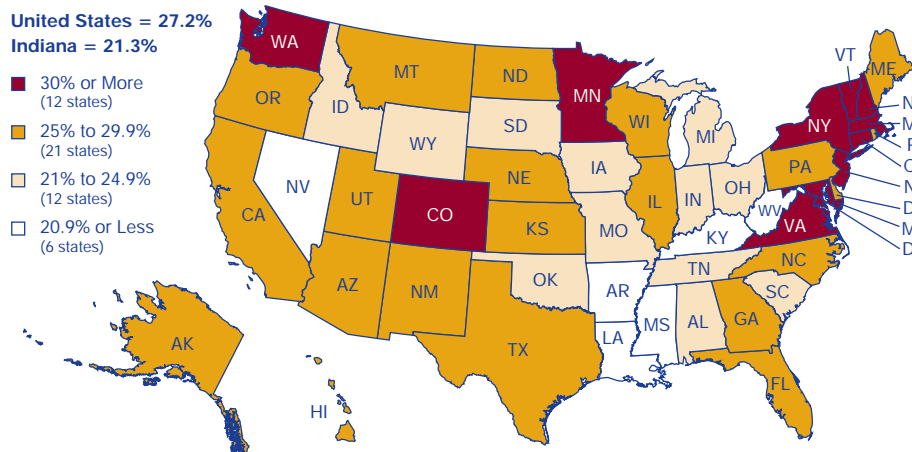 United States = 27.2%
Indiana = 21.3%
30% or More
(12 states)
25% to 29.9%
(21 states)
21% to 24.9%
(12 states)
20.9% or Less
(6 states)
WA
OR
CA
NV
ID
MT
WY
UT
AZ
CO
NM
ND
SD
NE
KS
OK
TX
MN
IA
MO
AR
LA
WI
IL
MS
MI
IN
OH
KY
TN
AL
GA
FL
SC
NC
VA
WV
PA
NY
VT
ME
N
M
C
N
D
M
D
AK
HI